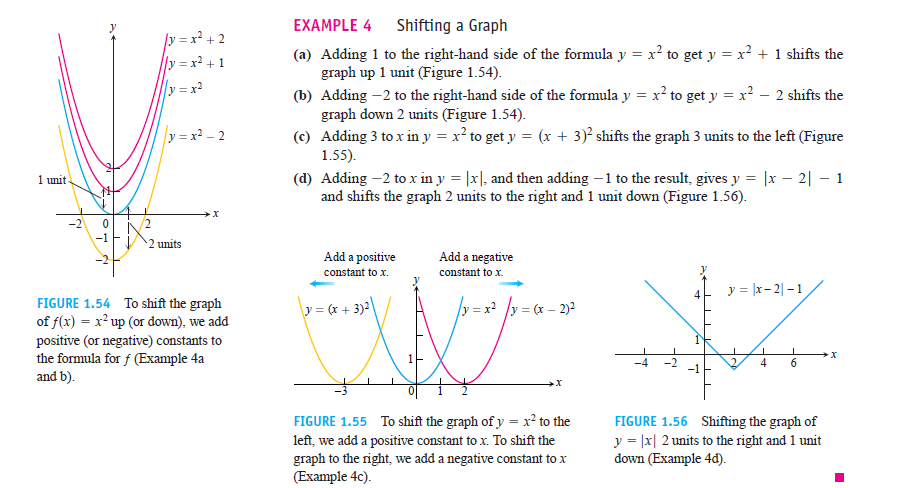 y
y = x² + 2
y = x² + 1
y = x²
y = x² – 2
2
1 unit
1
x
–2
0
2
–1
2 units
–2
FIGURE 1.54 To shift the graph
of f(x) = x² up (or down), we add
positive (or negative) constants to
the formula for f (Example 4a
and b).
EXAMPLE 4 Shifting a Graph
(a) Adding 1 to the right-hand side of the formula y = x² to get y = x² + 1 shifts the
graph up 1 unit (Figure 1.54).
(b) Adding −2 to the right-hand side of the formula y = x² to get y = x² − 2 shifts the
graph down 2 units (Figure 1.54).
(c) Adding 3 to x in y = x² to get y = (x + 3)² shifts the graph 3 units to the left (Figure
1.55).
(d) Adding −2 to x in y = |x|, and then adding −1 to the result, gives y = |x − 2| − 1
and shifts the graph 2 units to the right and 1 unit down (Figure 1.56).
Add a positive
constant to x.
Add a negative
constant to x.
y
y = (x + 3)²
y = x²
y = (x – 2)²
1
x
–3
0
1
2
FIGURE 1.55 To shift the graph of y = x² to the
left, we add a positive constant to x. To shift the
graph to the right, we add a negative constant to x
(Example 4c).
y
4
y = |x – 2| – 1
1
x
–4
–2
2
4
6
–1
FIGURE 1.56 Shifting the graph of
y = |x| 2 units to the right and 1 unit
down (Example 4d).